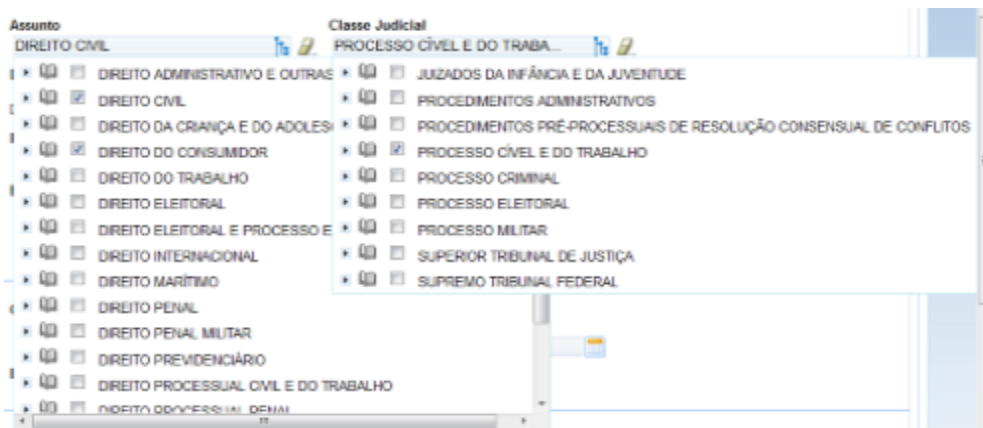 Assunto
DIREITO CIVIL
DIREITO ADMINISTRATIVO E OUTRAS
DIREITO CIVIL
DIREITO DA CRIANÇA E DO ADOLES
DIREITO DO CONSUMIDOR
DIREITO DO TRABALHO
DIREITO ELEITORAL
DIREITO ELEITORAL E PROCESSO E
DIREITO INTERNACIONAL
DIREITO MARÍTIMO
DIREITO PENAL
DIREITO PENAL MILITAR
DIREITO PREVIDENCIÁRIO
DIREITO PROCESSUAL CIVIL E DO TRABALHO
DIREITO PROCESSUAL PENAL
Classe Judicial
PROCESSO CÍVEL E DO TRABA...
JUIZADOS DA INFÂNCIA E DA JUVENTUDE
PROCEDIMENTOS ADMINISTRATIVOS
PROCEDIMENTOS PRÉ-PROCESSUAIS DE RESOLUÇÃO CONSENSUAL DE CONFLITOS
PROCESSO CÍVEL E DO TRABALHO
PROCESSO CRIMINAL
PROCESSO ELEITORAL
PROCESSO MILITAR
SUPERIOR TRIBUNAL DE JUSTIÇA
SUPREMO TRIBUNAL FEDERAL